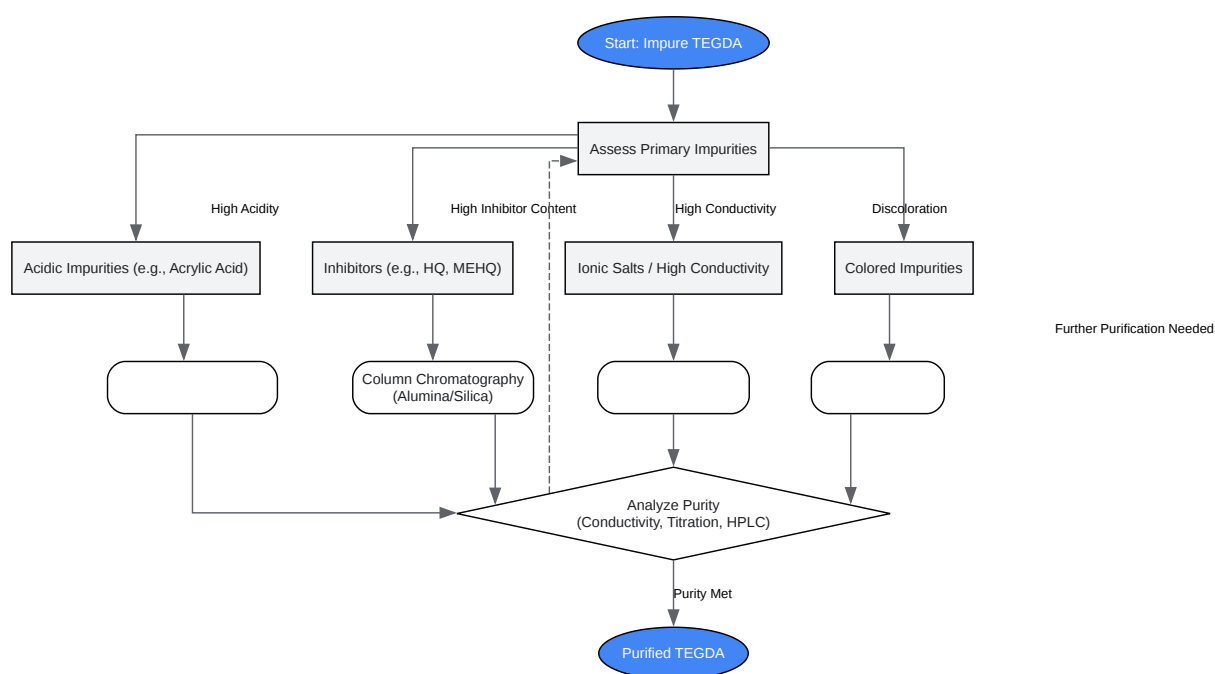 Start: Impure TEGDA
Assess Primary Impurities
High Acidity
High Inhibitor Content
High Conductivity
Discoloration
Acidic Impurities (e.g., Acrylic Acid)
Inhibitors (e.g., HQ, MEHQ)
Ionic Salts / High Conductivity
Colored Impurities
Further Purification Needed
Column Chromatography
(Alumina/Silica)
Analyze Purity
(Conductivity, Titration, HPLC)
Purity Met
Purified TEGDA